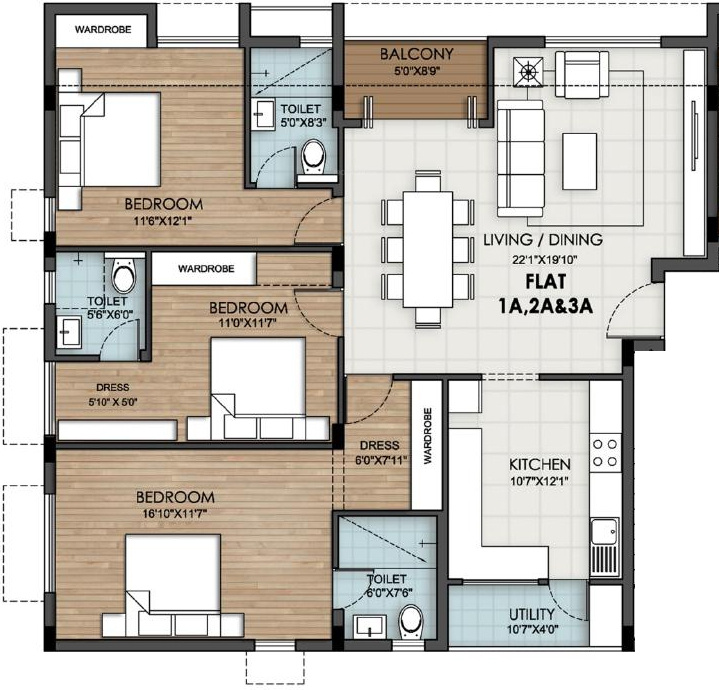 WARDROBE
BALCONY
5'0"X8'9"
TOILET
5'0"X8'3"
BEDROOM
11'6"X12'1"
LIVING / DINING
22'1"X19'10"
FLAT
1A,2A&3A
WARDROBE
TOILET
5'6"X6'0"
BEDROOM
11'0"X11'7"
DRESS
5'10" X 5'0"
DRESS
6'0"X7'11"
WARDROBE
KITCHEN
10'7"X12'1"
BEDROOM
16'10"X11'7"
TOILET
6'0"X7'6"
UTILITY
10'7"X4'0"